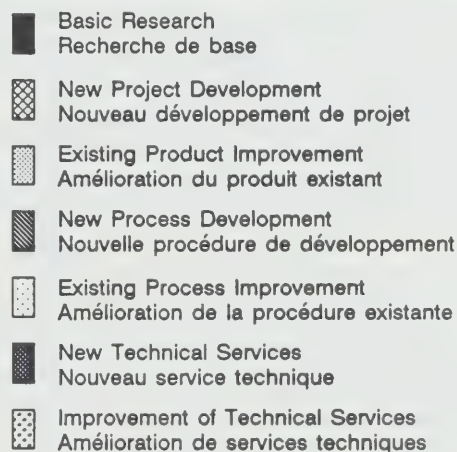 Basic Research
Recherche de base
New Project Development
Nouveau développement de projet
Existing Product Improvement
Amélioration du produit existant
New Process Development
Nouvelle procédure de développement
Existing Process Improvement
Amélioration de la procédure existante
New Technical Services
Nouveau service technique
Improvement of Technical Services
Amélioration de services techniques